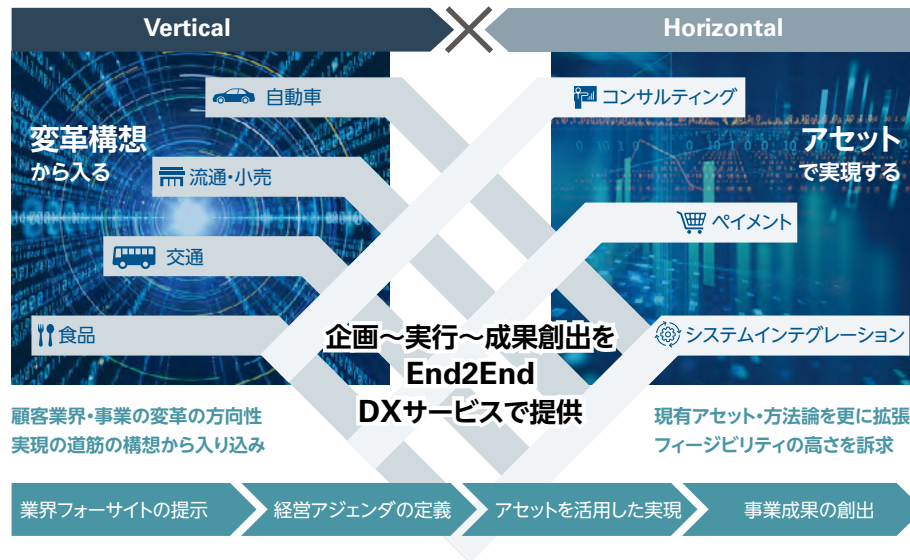 Vertical
Horizontal
自動車
コンサルティング
変革構想
から入る
アセット
で実現する
流通・小売
ペイメント
交通
食品
システムインテグレーション
企画～実行～成果創出を
End2End
DXサービスで提供
顧客業界・事業の変革の方向性
実現の道筋の構想から入り込み
現有アセット・方法論を更に拡張
フィージビリティの高さを訴求
業界フォーサイトの提示
経営アジェンダの定義
アセットを活用した実現
事業成果の創出